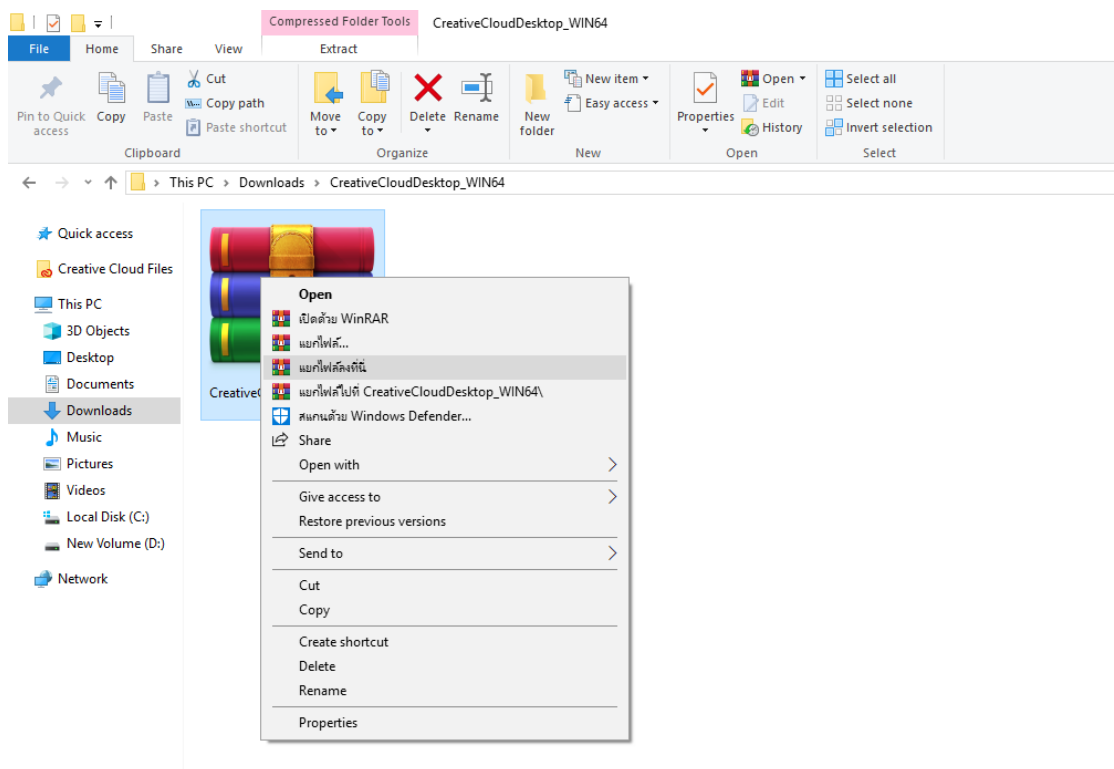 Compressed Folder Tools
CreativeCloudDesktop_WIN64
File
Home
Share
View
Extract
Pin to Quick access
Copy
Paste
Cut
Copy path
Paste shortcut
Clipboard
Move to
Copy to
Delete
Rename
Organize
New folder
New item
Easy access
New
Properties
Open
Edit
History
Open
Select all
Select none
Invert selection
Select
This PC > Downloads > CreativeCloudDesktop_WIN64
Quick access
Creative Cloud Files
This PC
3D Objects
Desktop
Documents
Downloads
Music
Pictures
Videos
Local Disk (C:)
New Volume (D:)
Network
Open
เปิดด้วย WinRAR
แยกไฟล์...
แยกไฟล์ลงที่นี่
แยกไฟล์ไปที่ CreativeCloudDesktop_WIN64\
สแกนด้วย Windows Defender...
Share
Open with
Give access to
Restore previous versions
Send to
Cut
Copy
Create shortcut
Delete
Rename
Properties